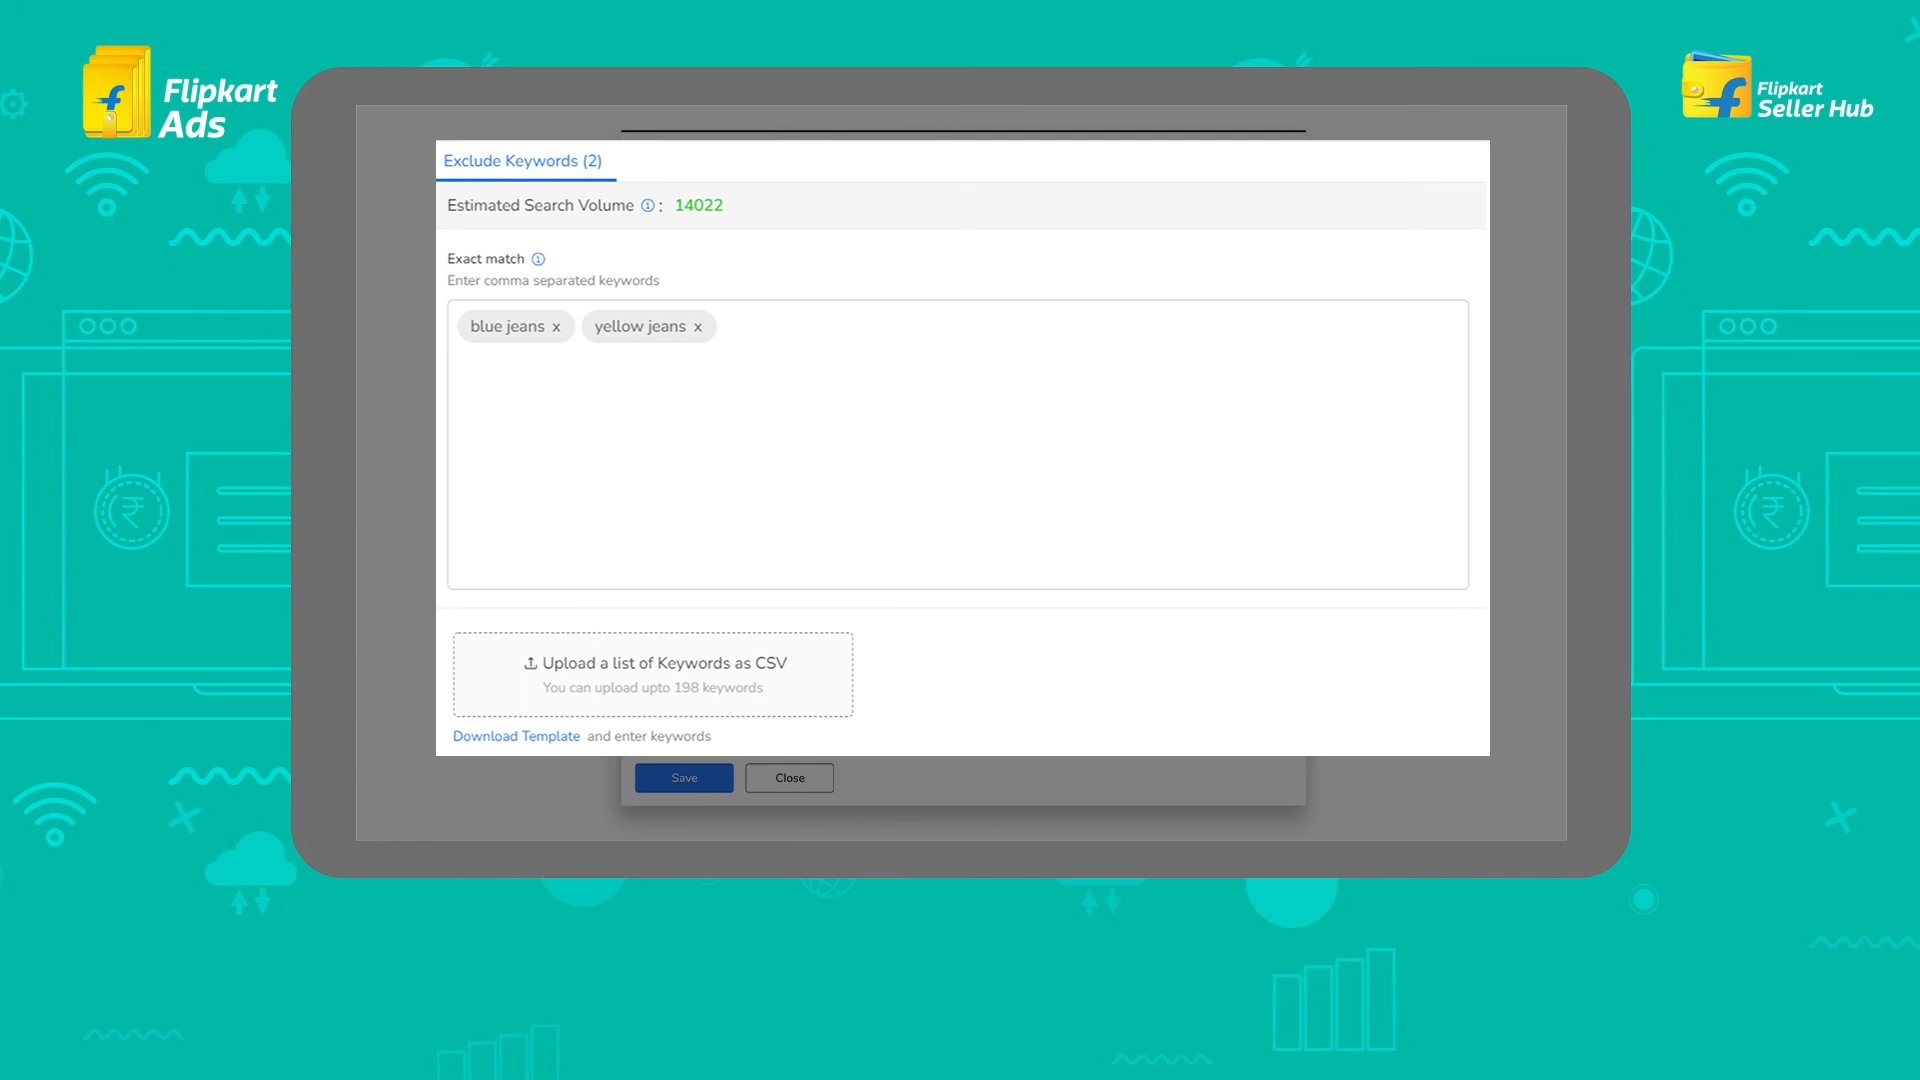 Flipkart
Ads
Flipkart
Seller Hub
Exclude Keywords (2)
Estimated Search Volume : 14022
Exact match
Enter comma separated keywords
blue jeans x yellow jeans x
Upload a list of Keywords as CSV
You can upload upto 198 keywords
Download Template and enter keywords
Save Close